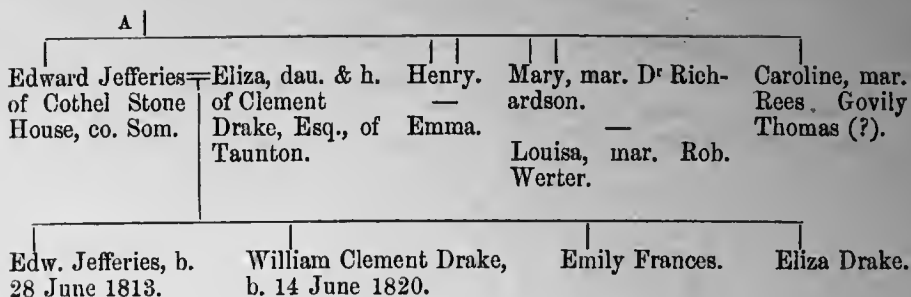 A
Edward Jefferies
of Cothel Stone
House, co. Som.
Eliza, dau. & h.
of Clement
Drake, Esq., of
Taunton.
Henry.
—
Emma.
Mary, mar. Dʳ Rich-
ardson.
—
Louisa, mar. Rob.
Werter.
Caroline, mar.
Rees. Govily
Thomas (?).
Edw. Jefferies, b.
28 June 1813.
William Clement Drake,
b. 14 June 1820.
Emily Frances.
Eliza Drake.